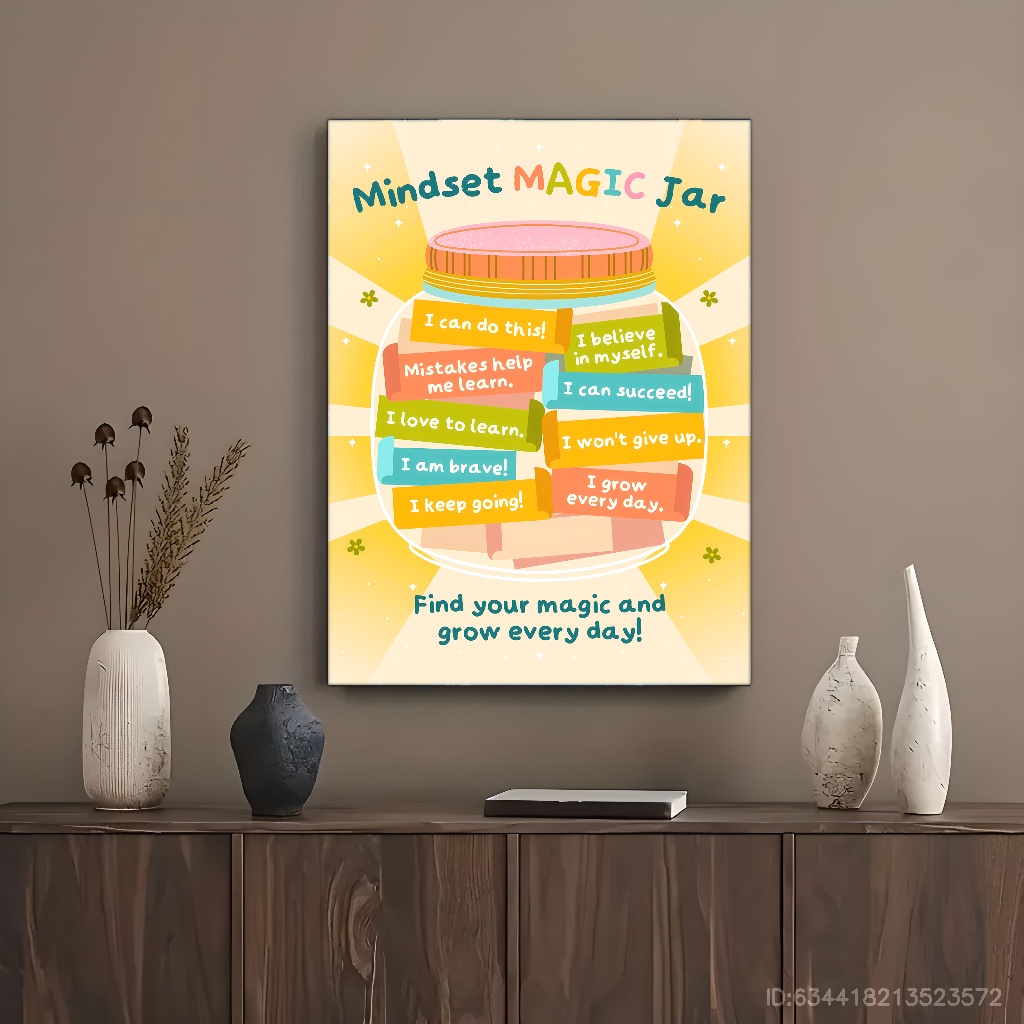 Mindset MAGIC Jar
I can do this!
I believe
in myself.
Mistakes help
me learn.
I can succeed!
I love to learn.
I won't give up.
I am brave!
I grow
every day.
I keep going!
Find your magic and
grow every day!
ID:634418213523572